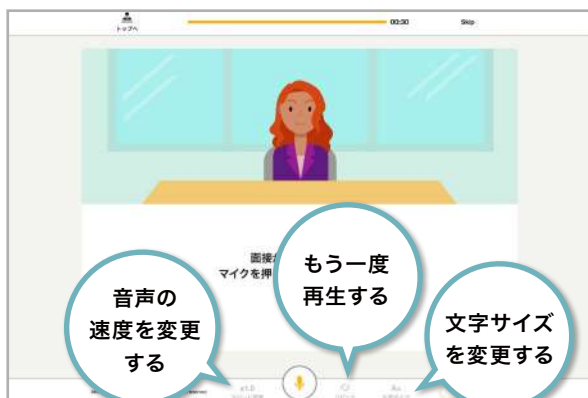 トップへ
00:30
Skip
面接
マイクを押
もう一度
再生する
音声の
速度を変更
する
文字サイズ
を変更する
x1.0
Aa